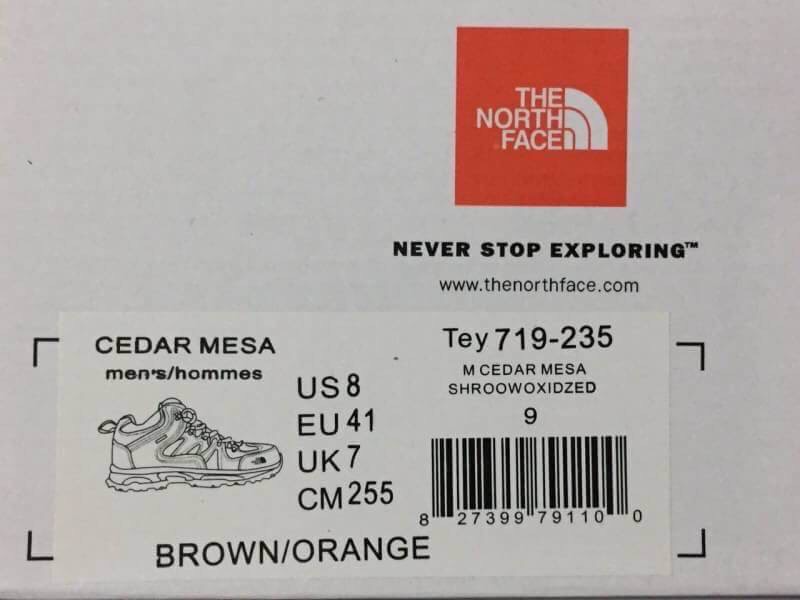 THE
NORTH
FACE
NEVER STOP EXPLORING™
www.thenorthface.com
CEDAR MESA
men's/hommes
US 8
EU 41
UK 7
CM 255
BROWN/ORANGE
Tey 719-235
M CEDAR MESA
SHROOWOXIDZED
9
8 27399 79110 0